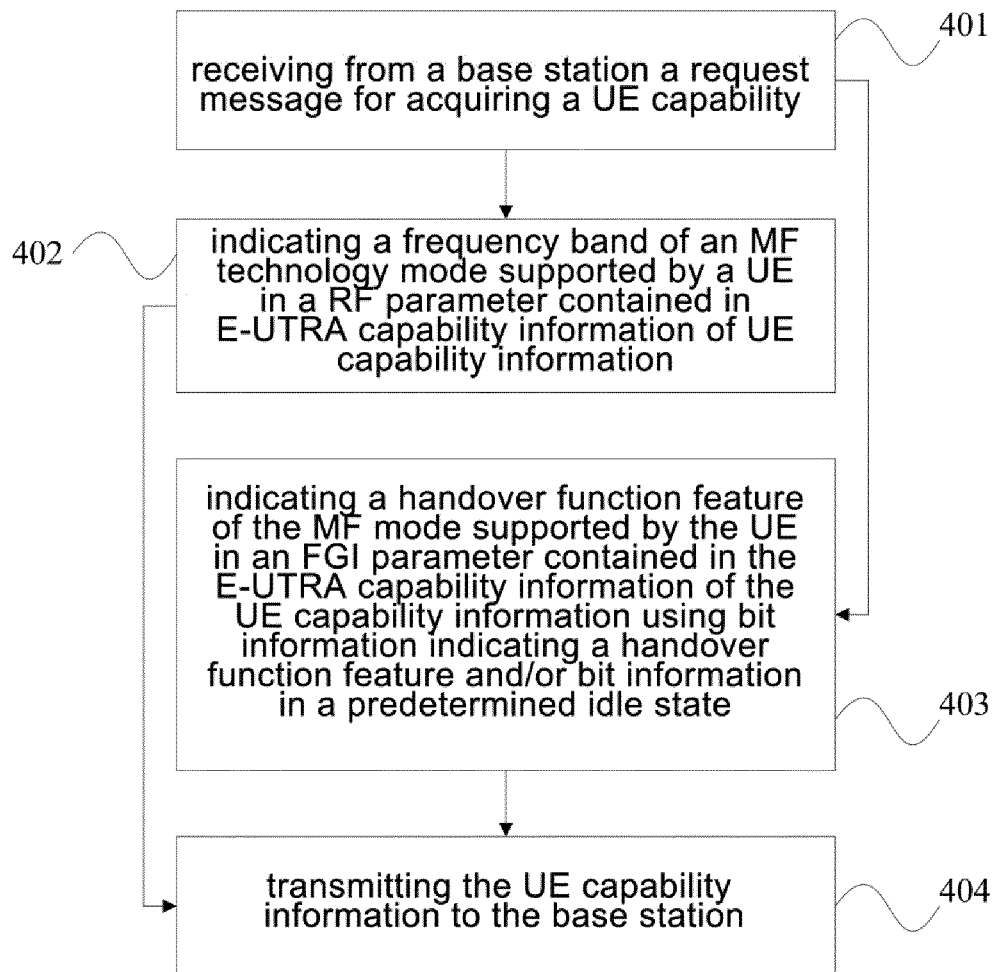 401
receiving from a base station a request
message for acquiring a UE capability
402
indicating a frequency band of an MF
technology mode supported by a UE
in a RF parameter contained in
E-UTRA capability information of UE
capability information
indicating a handover function feature
of the MF mode supported by the UE
in an FGI parameter contained in the
E-UTRA capability information of the
UE capability information using bit
information indicating a handover
function feature and/or bit information
in a predetermined idle state
403
transmitting the UE capability
information to the base station
404